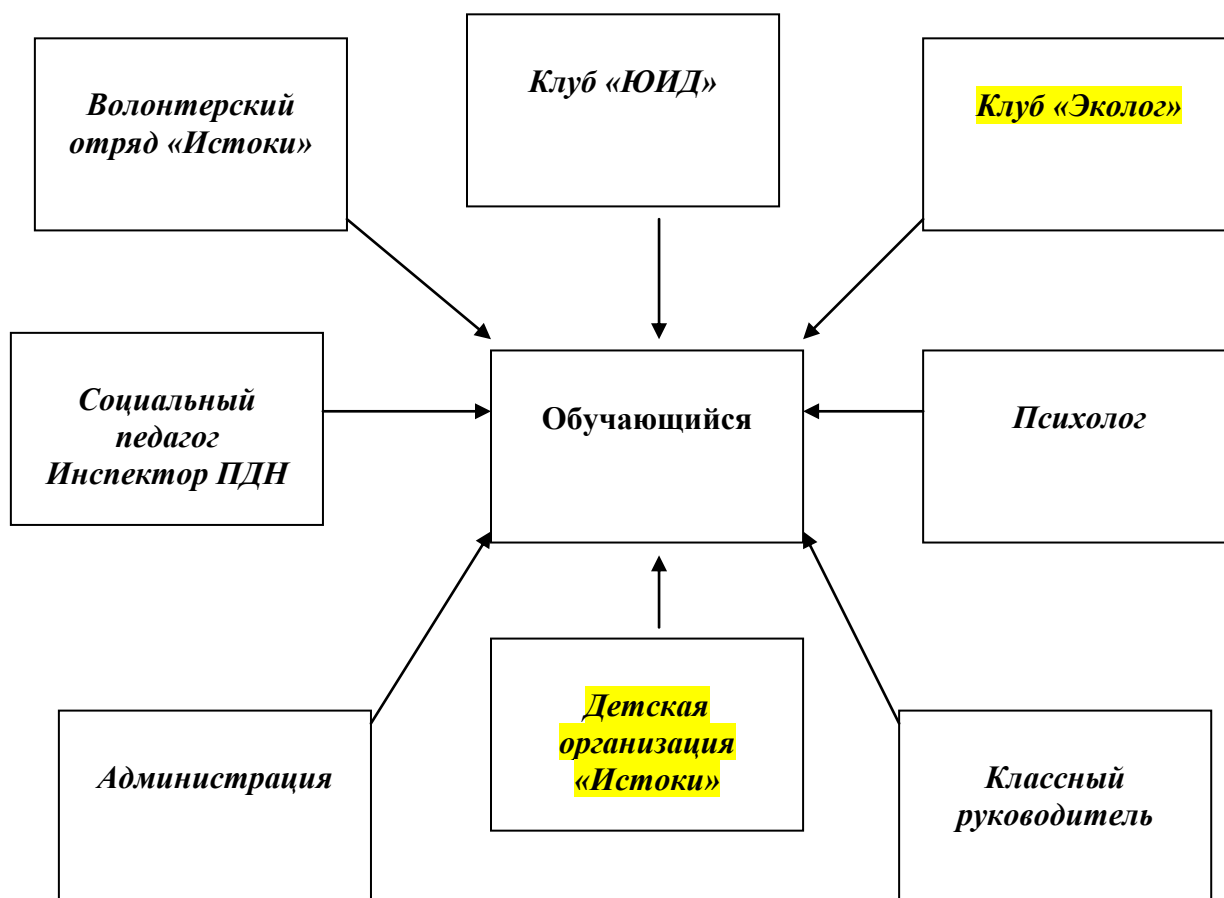 Волонтерский
отряд «Истоки»
Клуб «ЮИД»
Клуб «Эколог»
Социальный
педагог
Инспектор ПДН
Обучающийся
Психолог
Администрация
Детская
организация
«Истоки»
Классный
руководитель